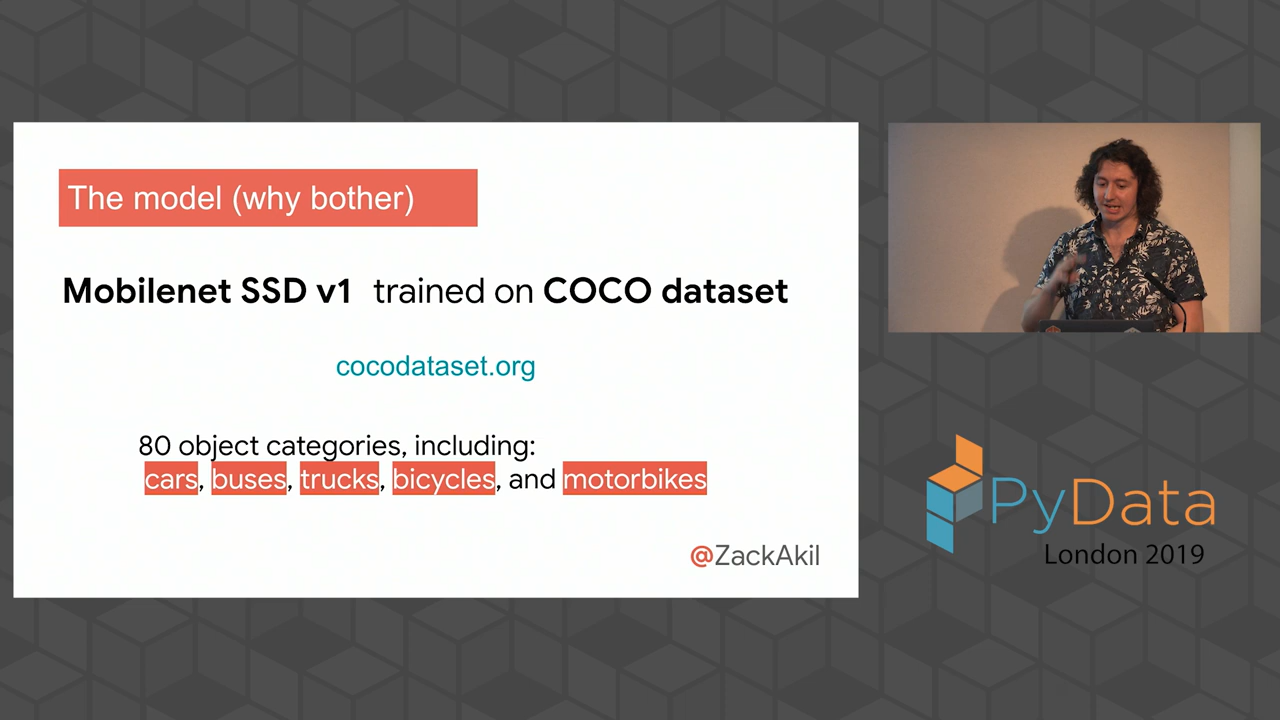 The model (why bother)
Mobilenet SSD v1 trained on COCO dataset
cocodataset.org
80 object categories, including:
cars, buses, trucks, bicycles, and motorbikes
@ZackAkil
PyData
London 2019